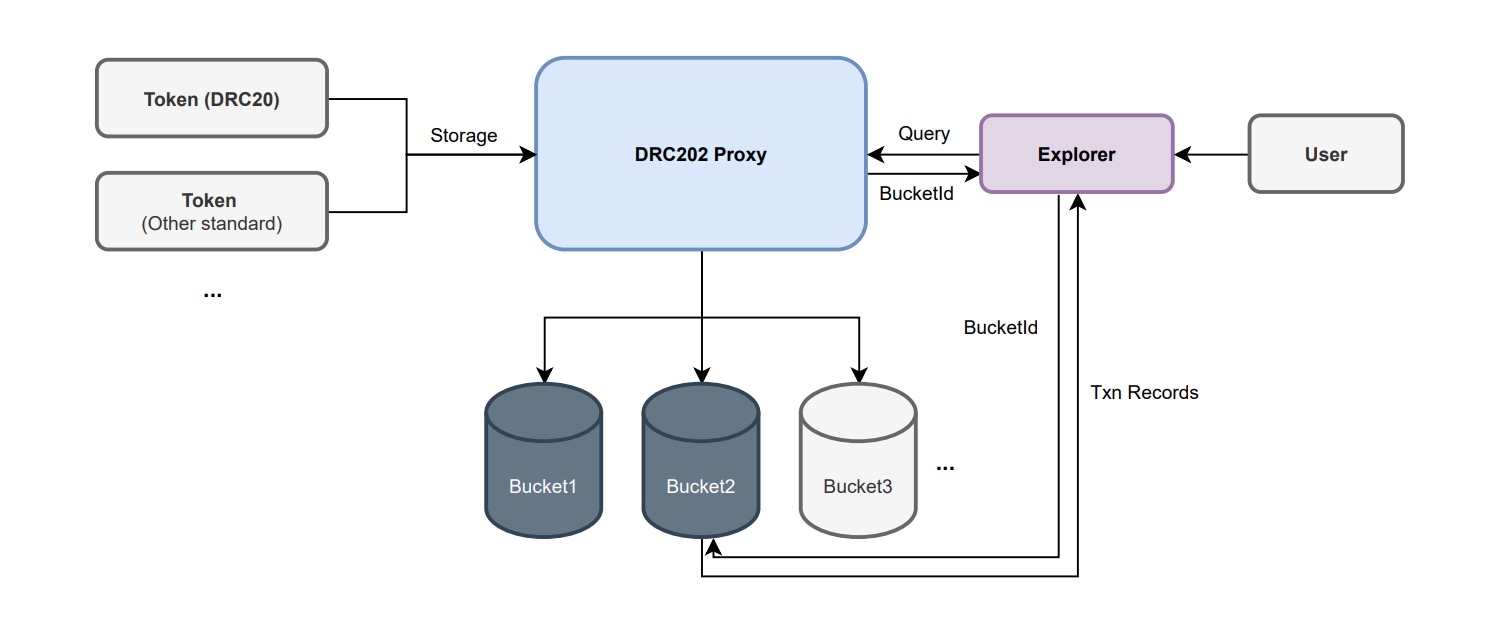 Token (DRC20)
Token
(Other standard)
...
Storage
DRC202 Proxy
Query
BucketId
Explorer
User
BucketId
Txn Records
Bucket1
Bucket2
Bucket3
...